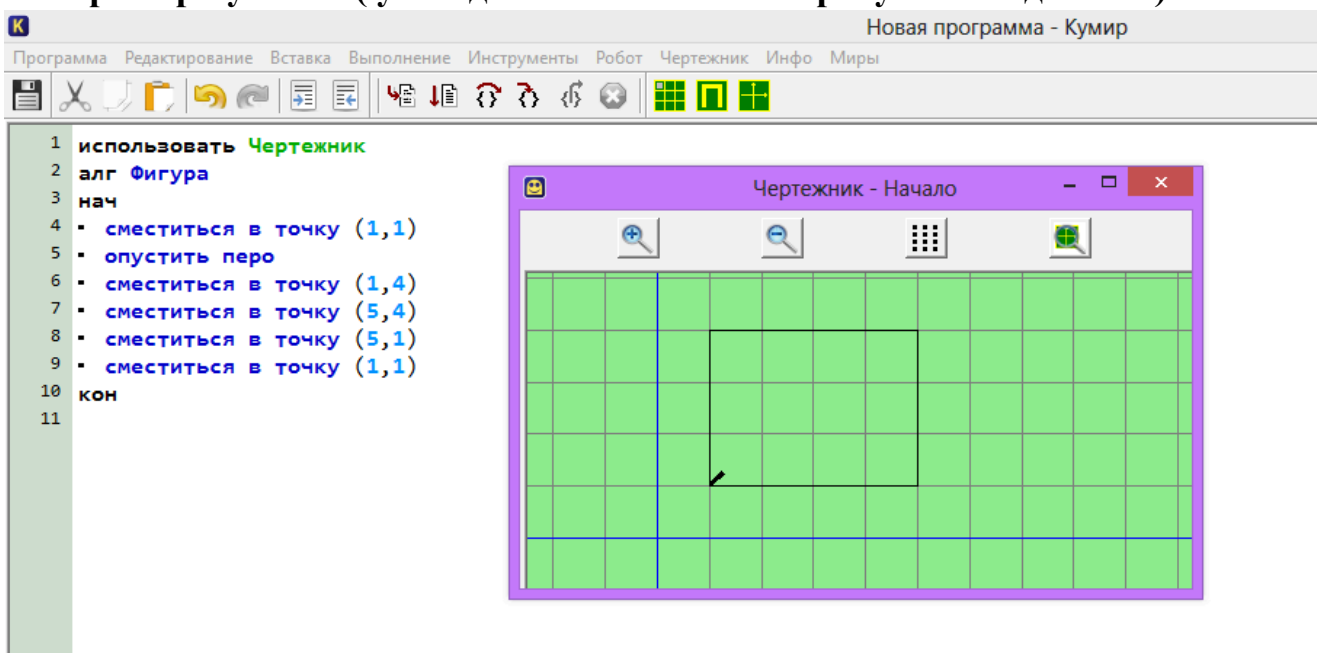 Новая программа - Кумир
Программа Редактирование Вставка Выполнение Инструменты Робот Чертежник Инфо Миры
1 использовать Чертежник
2 алг Фигура
3 нач
4 ▪ сместиться в точку (1,1)
5 ▪ опустить перо
6 ▪ сместиться в точку (1,4)
7 ▪ сместиться в точку (5,4)
8 ▪ сместиться в точку (5,1)
9 ▪ сместиться в точку (1,1)
10 кон
11
Чертежник - Начало